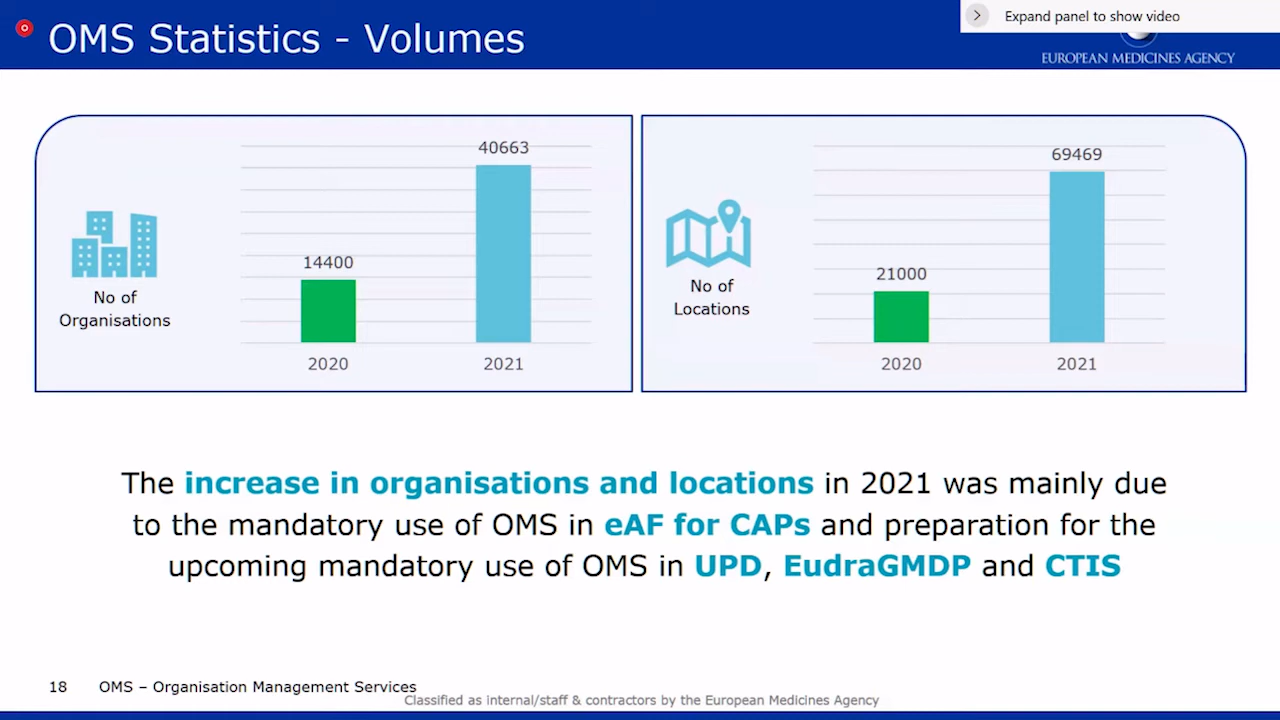 OMS Statistics - Volumes
Expand panel to show video
EUROPEAN MEDICINES AGENCY
40663
14400
No of
Organisations
2020
2021
69469
21000
No of
Locations
2020
2021
The increase in organisations and locations in 2021 was mainly due
to the mandatory use of OMS in eAF for CAPs and preparation for the
upcoming mandatory use of OMS in UPD, EudraGMDP and CTIS
18
OMS – Organisation Management Services
Classified as internal/staff & contractors by the European Medicines Agency